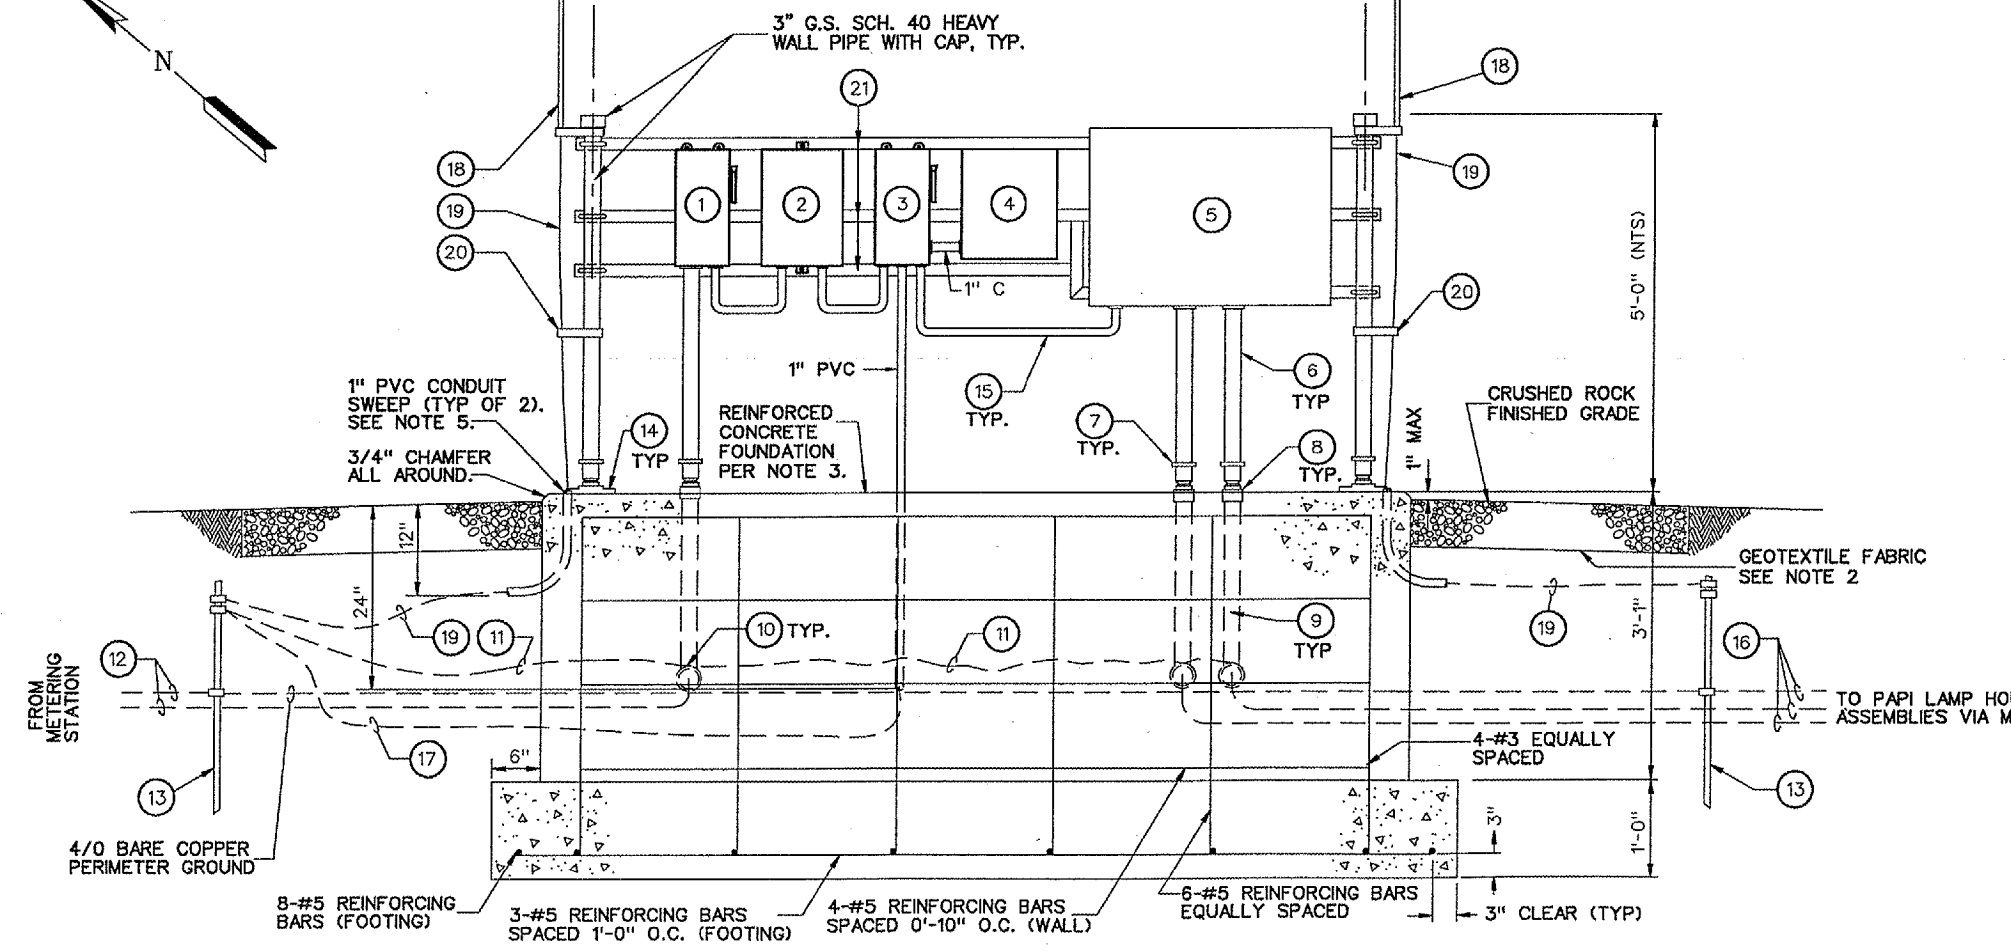 N
3" G.S. SCH. 40 HEAVY
WALL PIPE WITH CAP, TYP.
21
18
18
19
19
20
20
1
2
3
4
5
1" C
5'-0" (NTS)
1" PVC
15
TYP.
6
TYP
7
TYP.
8
TYP.
1" MAX
CRUSHED ROCK
FINISHED GRADE
1" PVC CONDUIT
SWEEP (TYP OF 2).
SEE NOTE 5.
14
TYP
3/4" CHAMFER
ALL AROUND.
REINFORCED
CONCRETE
FOUNDATION
PER NOTE 3.
12"
24"
GEOTEXTILE FABRIC
SEE NOTE 2
3'-1"
19
11
10
TYP.
11
9
TYP
19
16
12
FROM
METERING
STATION
TO PAPI LAMP
ASSEMBLIES VIA
17
13
13
6"
4-#3 EQUALLY
SPACED
3"
1'-0"
4/0 BARE COPPER
PERIMETER GROUND
8-#5 REINFORCING
BARS (FOOTING)
3-#5 REINFORCING BARS
SPACED 1'-0" O.C. (FOOTING)
4-#5 REINFORCING BARS
SPACED 0'-10" O.C. (WALL)
6-#5 REINFORCING BARS
EQUALLY SPACED
3" CLEAR (TYP)